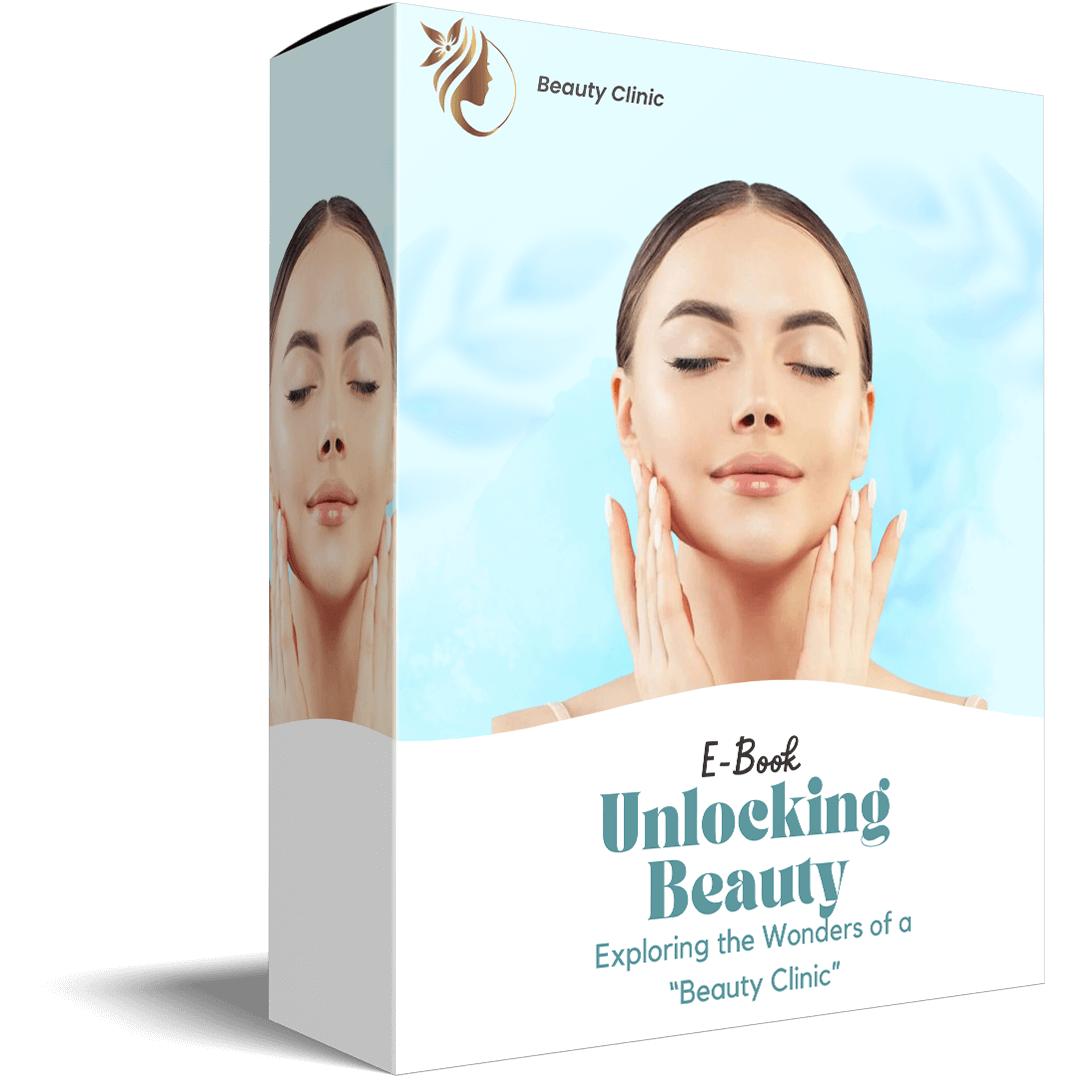 Beauty Clinic
E-Book
Unlocking
Beauty
Exploring the Wonders of a
“Beauty Clinic”